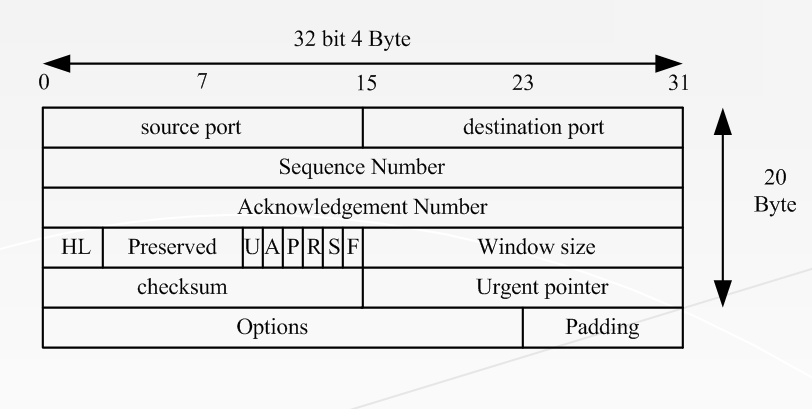 32 bit 4 Byte
0 7 15 23 31
source port destination port
Sequence Number
Acknowledgement Number
HL Preserved U A P R S F Window size
checksum Urgent pointer
Options Padding
20
Byte